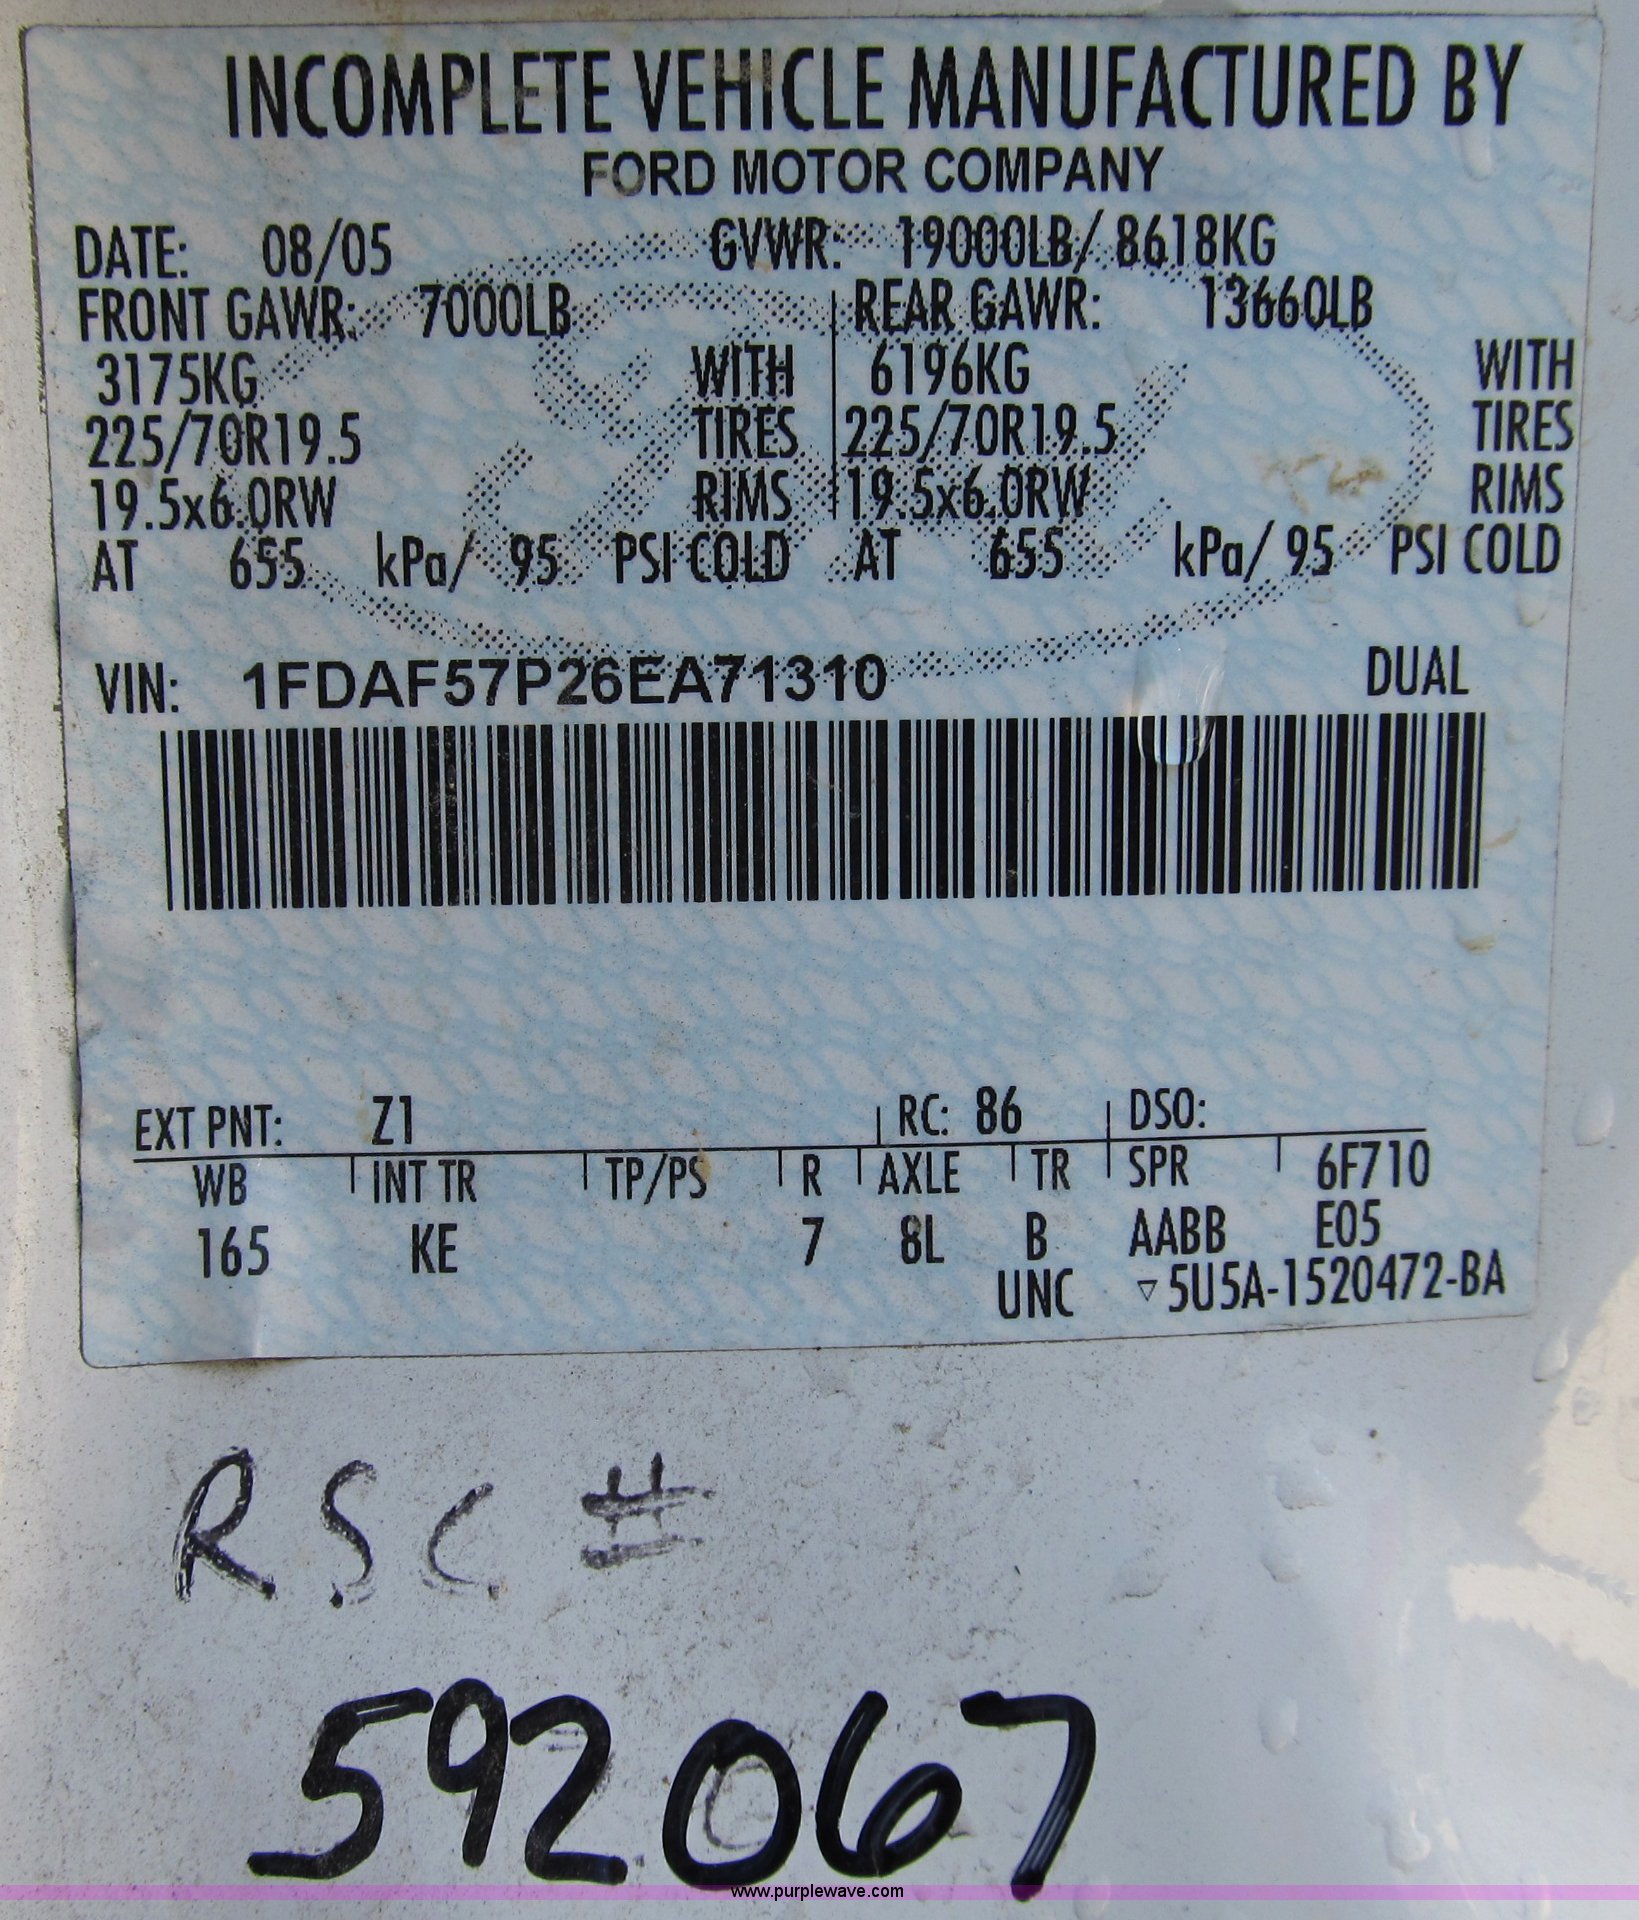 INCOMPLETE VEHICLE MANUFACTURED BY
FORD MOTOR COMPANY
DATE: 08/05 GVWR: 19000LB/ 8618KG
FRONT GAWR: 7000LB REAR GAWR: 13660LB
3175KG WITH 6196KG WITH
225/70R19.5 TIRES 225/70R19.5 TIRES
19.5x6.0RW RIMS 19.5x6.0RW RIMS
AT 655 kPa/ 95 PSI COLD AT 655 kPa/ 95 PSI COLD
VIN: 1FDAF57P26EA71310 DUAL
EXT PNT: Z1 RC: 86 DSO:
WB INT TR TP/PS R AXLE TR SPR 6F710
165 KE 7 8L B AABB E05
UNC ▿5U5A-1520472-BA
RSC #
592067
www.purplewave.com